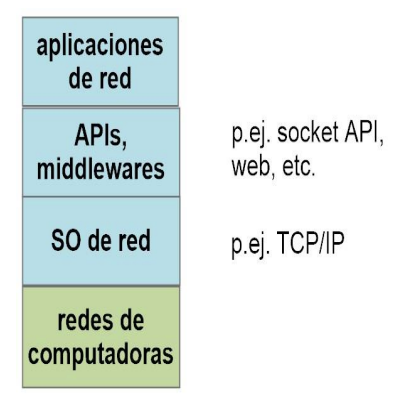 aplicaciones
de red
APIs,
middlewares
p.ej. socket API,
web, etc.
SO de red
p.ej. TCP/IP
redes de
computadoras